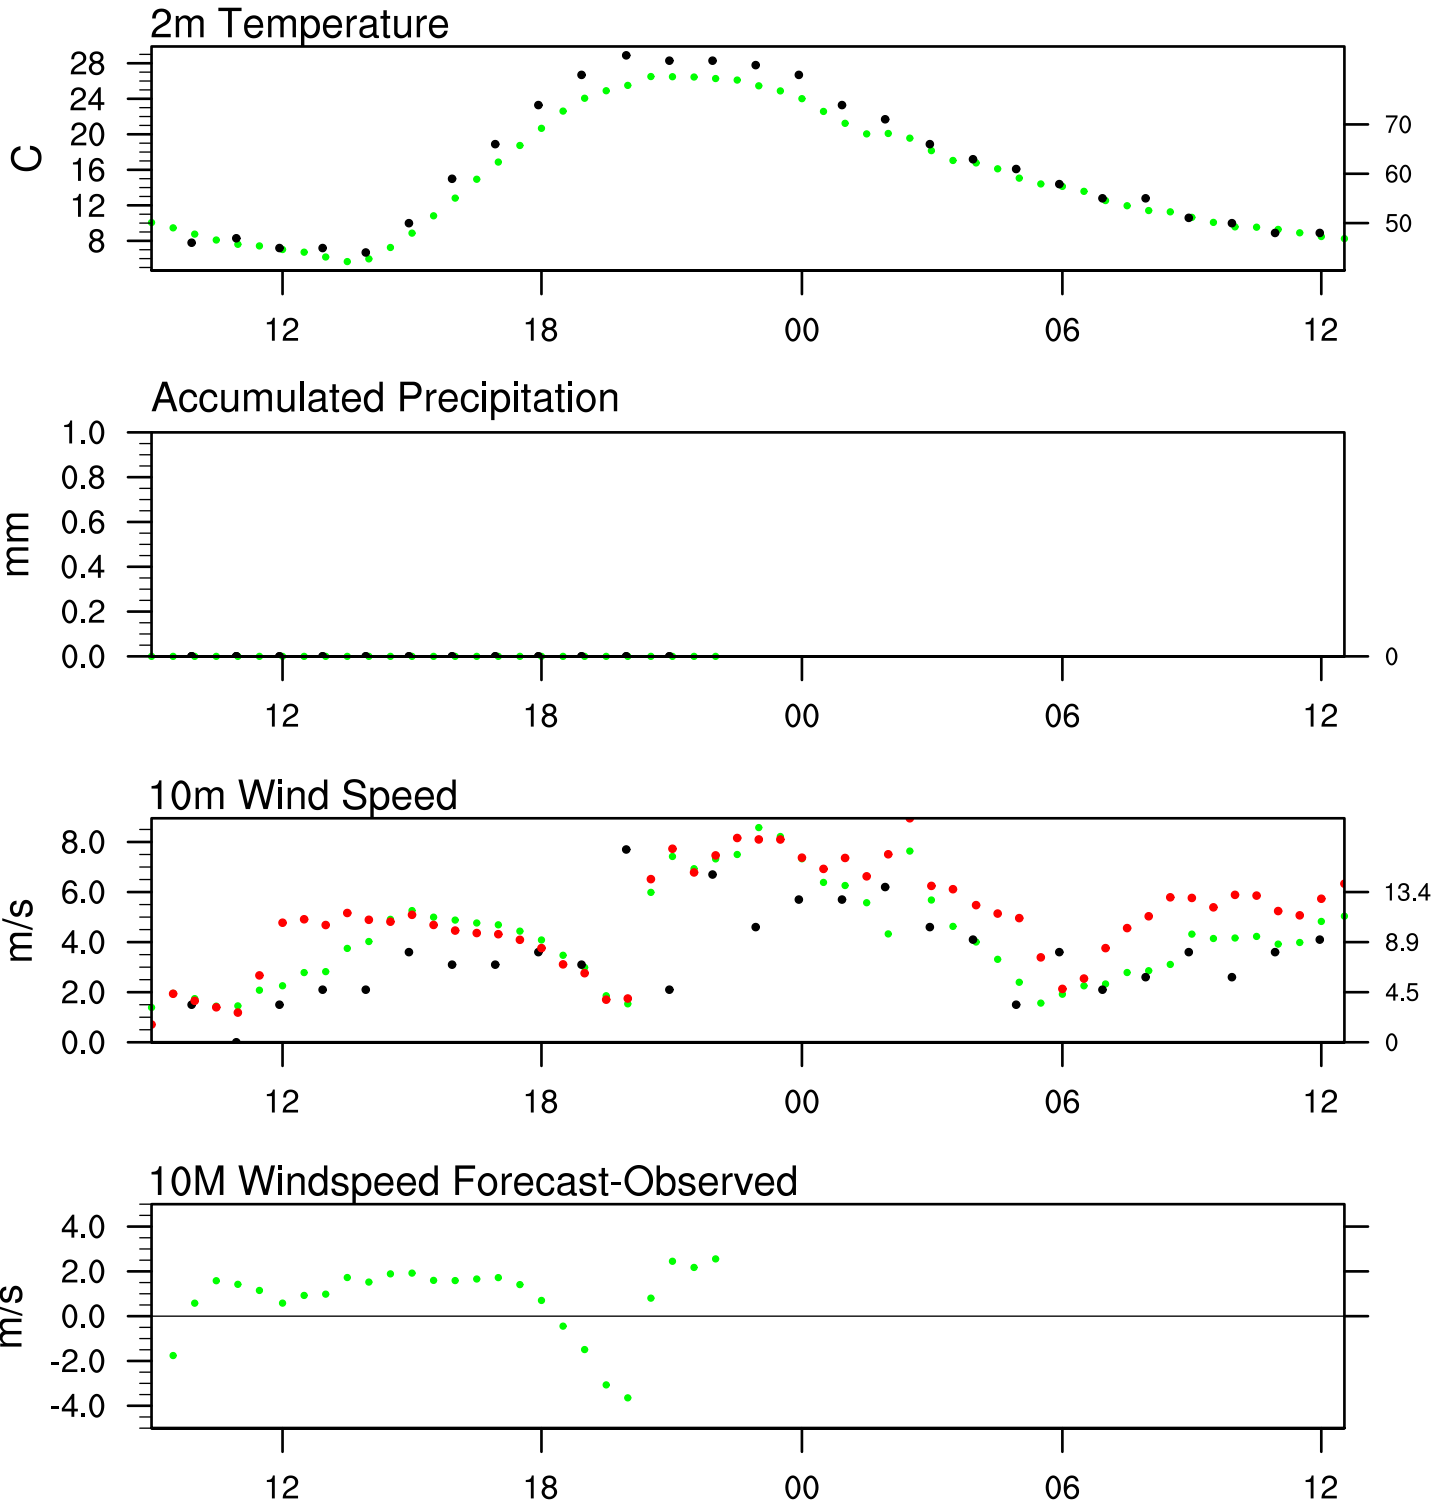 2m Temperature
28
24
20
16
12
8
C
70
60
50
12 18 00 06 12
Accumulated Precipitation
1.0
0.8
0.6
0.4
0.2
0.0
mm
0
12 18 00 06 12
10m Wind Speed
8.0
6.0
4.0
2.0
0.0
m/s
13.4
8.9
4.5
0
12 18 00 06 12
10M Windspeed Forecast-Observed
4.0
2.0
0.0
-2.0
-4.0
m/s
12 18 00 06 12